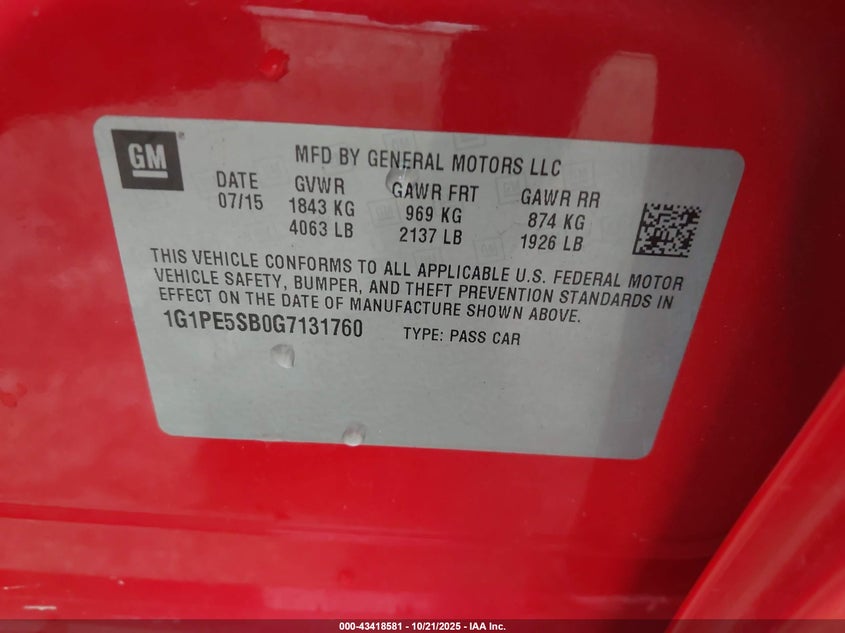 GM
MFD BY GENERAL MOTORS LLC
DATE GVWR GAWR FRT GAWR RR
07/15 1843 KG 969 KG 874 KG
4063 LB 2137 LB 1926 LB
THIS VEHICLE CONFORMS TO ALL APPLICABLE U.S. FEDERAL MOTOR
VEHICLE SAFETY, BUMPER, AND THEFT PREVENTION STANDARDS IN
EFFECT ON THE DATE OF MANUFACTURE SHOWN ABOVE.
1G1PE5SB0G7131760 TYPE: PASS CAR
000-43418581 - 10/21/2025 - IAA Inc.